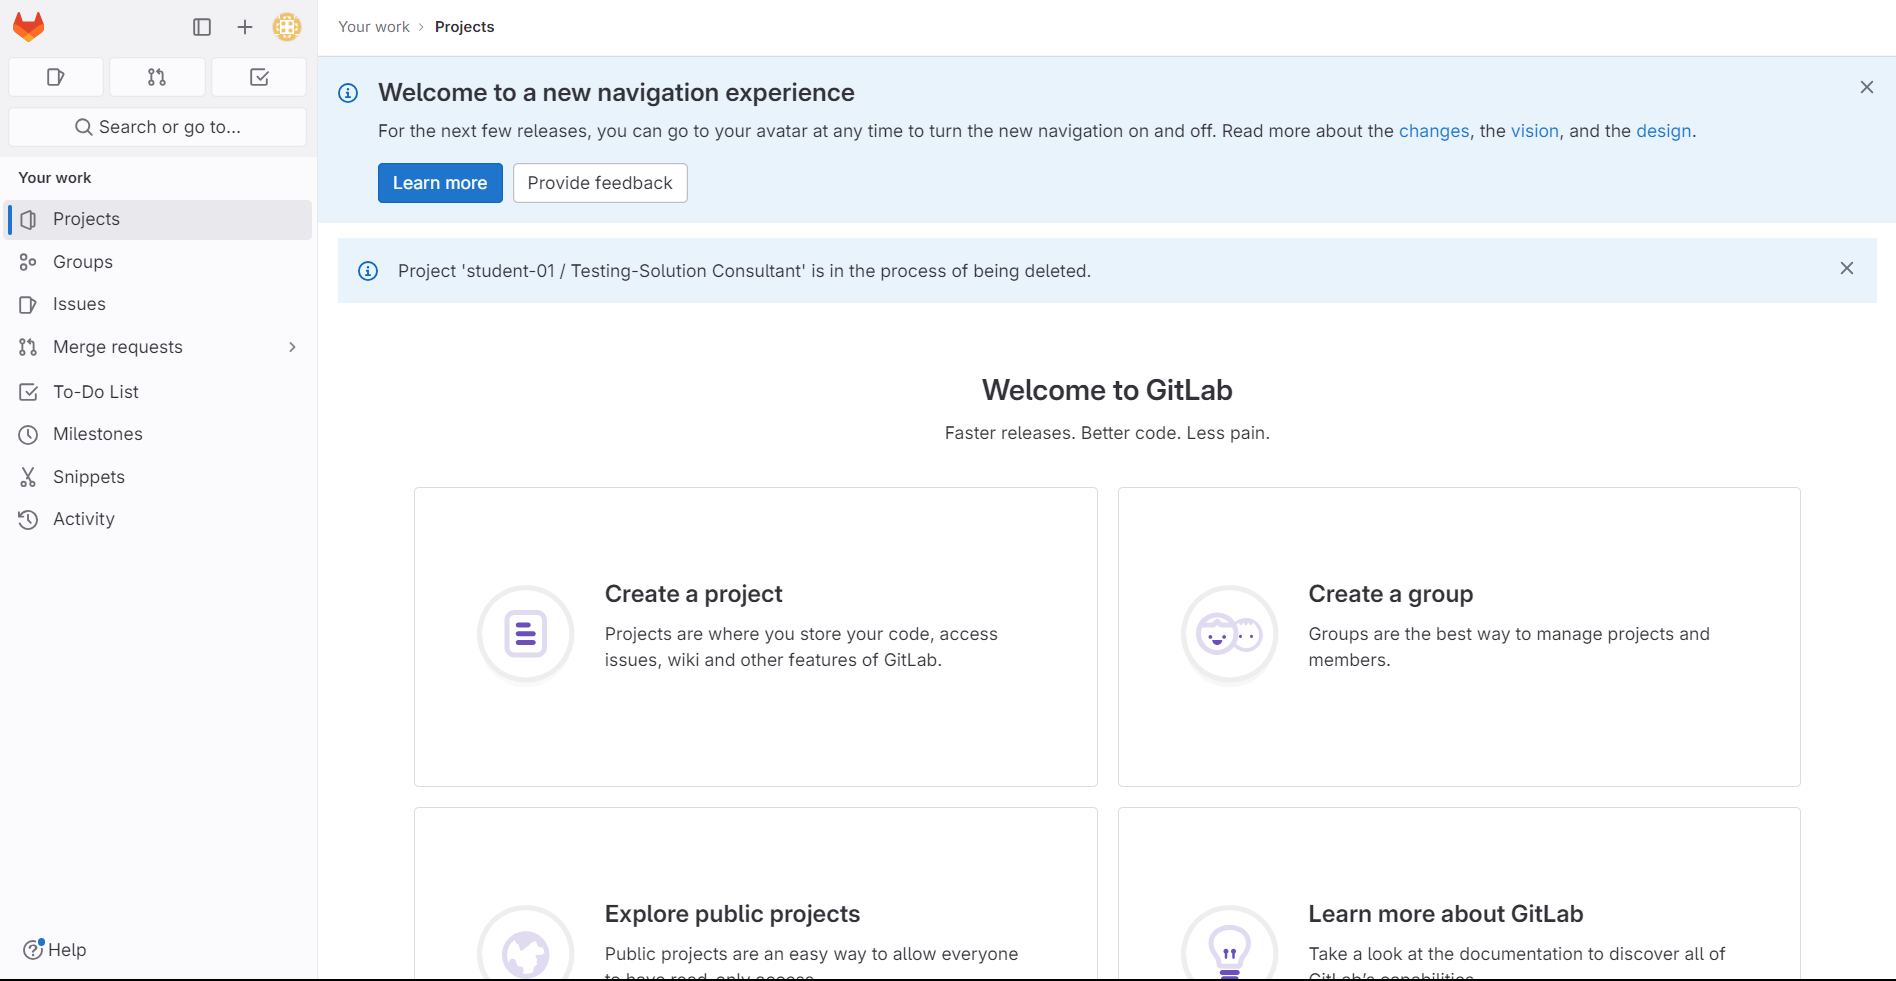 Your work › Projects
Search or go to...
Your work
Projects
Groups
Issues
Merge requests
To-Do List
Milestones
Snippets
Activity
Help
Welcome to a new navigation experience
For the next few releases, you can go to your avatar at any time to turn the new navigation on and off. Read more about the changes, the vision, and the design.
Learn more
Provide feedback
Project 'student-01 / Testing-Solution Consultant' is in the process of being deleted.
Welcome to GitLab
Faster releases. Better code. Less pain.
Create a project
Projects are where you store your code, access
issues, wiki and other features of GitLab.
Create a group
Groups are the best way to manage projects and
members.
Explore public projects
Public projects are an easy way to allow everyone
to have read-only access.
Learn more about GitLab
Take a look at the documentation to discover all of
GitLab's capabilities.